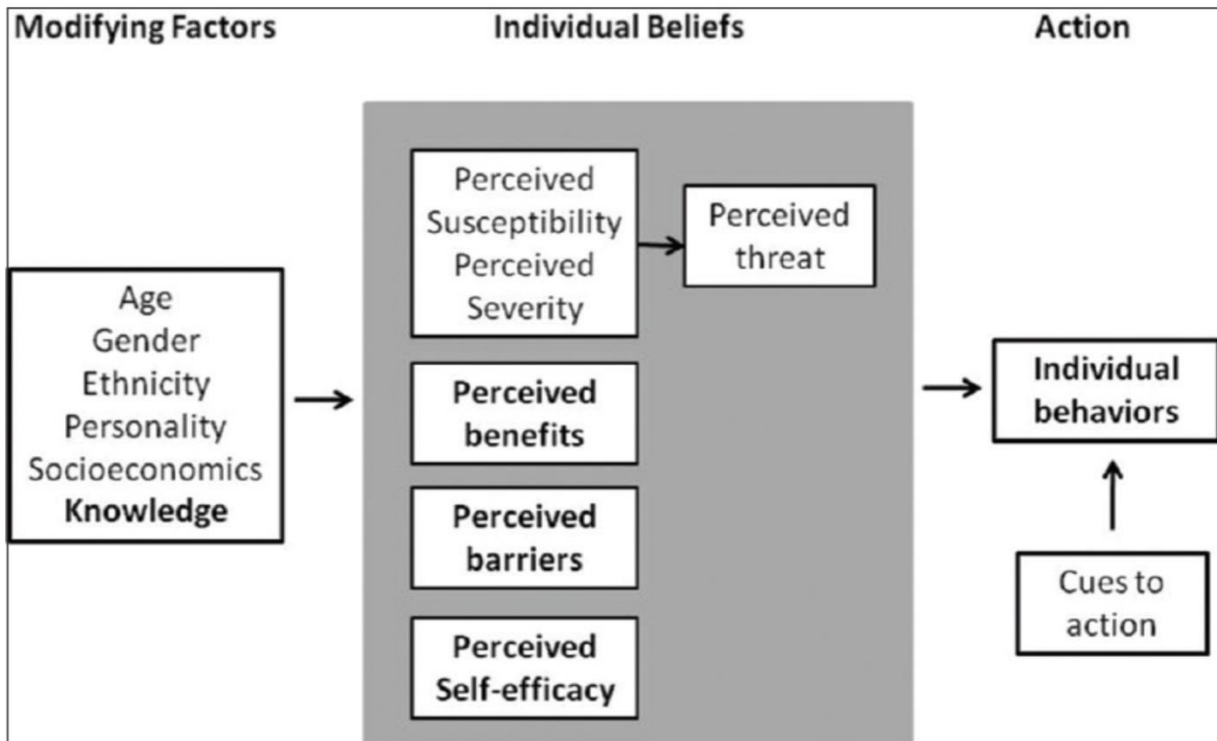 Modifying Factors
Individual Beliefs
Action
Age
Gender
Ethnicity
Personality
Socioeconomics
Knowledge
Perceived
Susceptibility
Perceived
Severity
Perceived
threat
Perceived
benefits
Perceived
barriers
Perceived
Self-efficacy
Individual
behaviors
Cues to
action